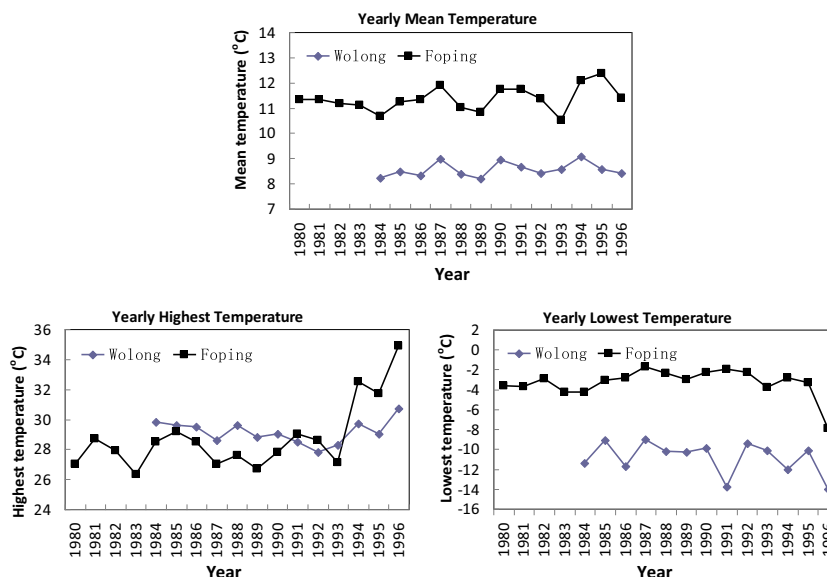 Yearly Mean Temperature
Mean temperature (°C)
14
13
12
11
10
9
8
7
Wolong Foping
1980 1981 1982 1983 1984 1985 1986 1987 1988 1989 1990 1991 1992 1993 1994 1995 1996
Year
Yearly Highest Temperature
Highest temperature (°C)
36
34
32
30
28
26
24
Wolong Foping
1980 1981 1982 1983 1984 1985 1986 1987 1988 1989 1990 1991 1992 1993 1994 1995 1996
Year
Yearly Lowest Temperature
Lowest temperature (°C)
2
0
-2
-4
-6
-8
-10
-12
-14
-16
Wolong Foping
1980 1981 1982 1983 1984 1985 1986 1987 1988 1989 1990 1991 1992 1993 1994 1995 1996
Year